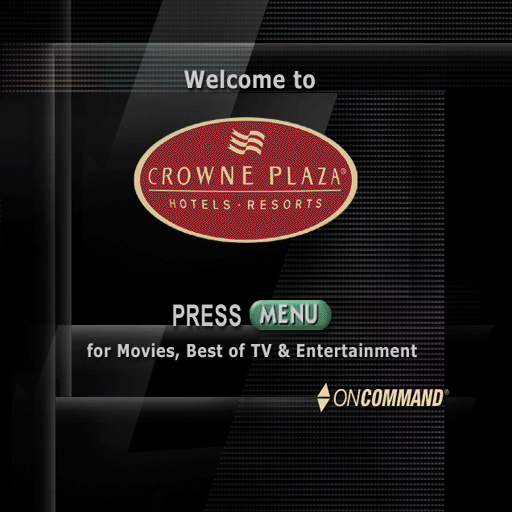 Welcome to
CROWNE PLAZA®
HOTELS · RESORTS
PRESS MENU
for Movies, Best of TV & Entertainment
ONCOMMAND®